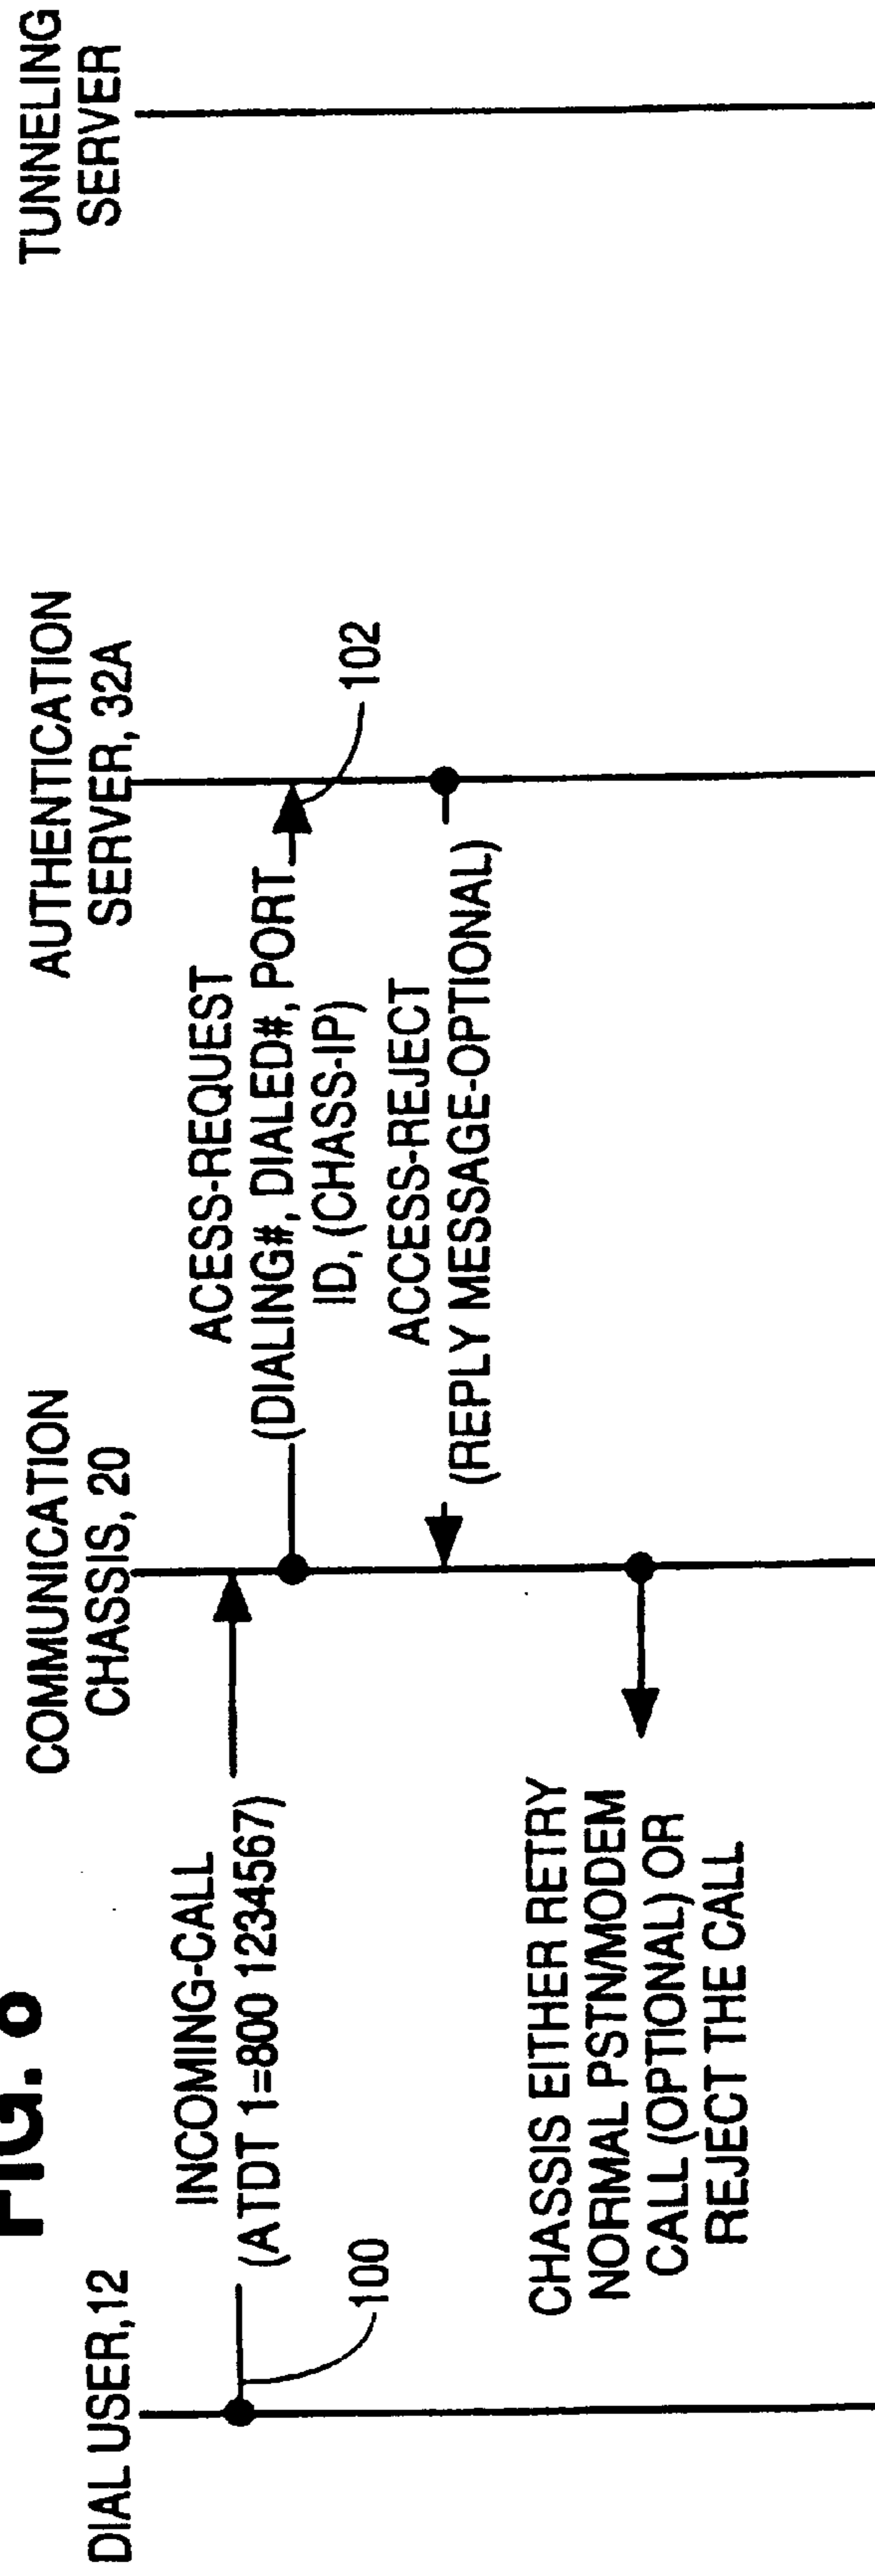 FIG.
DIAL USER,12
COMMUNICATION
CHASSIS, 20
AUTHENTICATION
SERVER, 32A
TUNNELING
SERVER
INCOMING-CALL
(ATDT 1=800 1234567)
100
ACESS-REQUEST
(DIALING#, DIALED#, PORT
ID, (CHASS-IP)
102
ACCESS-REJECT
(REPLY MESSAGE-OPTIONAL)
CHASSIS EITHER RETRY
NORMAL PSTN/MODEM
CALL (OPTIONAL) OR
REJECT THE CALL